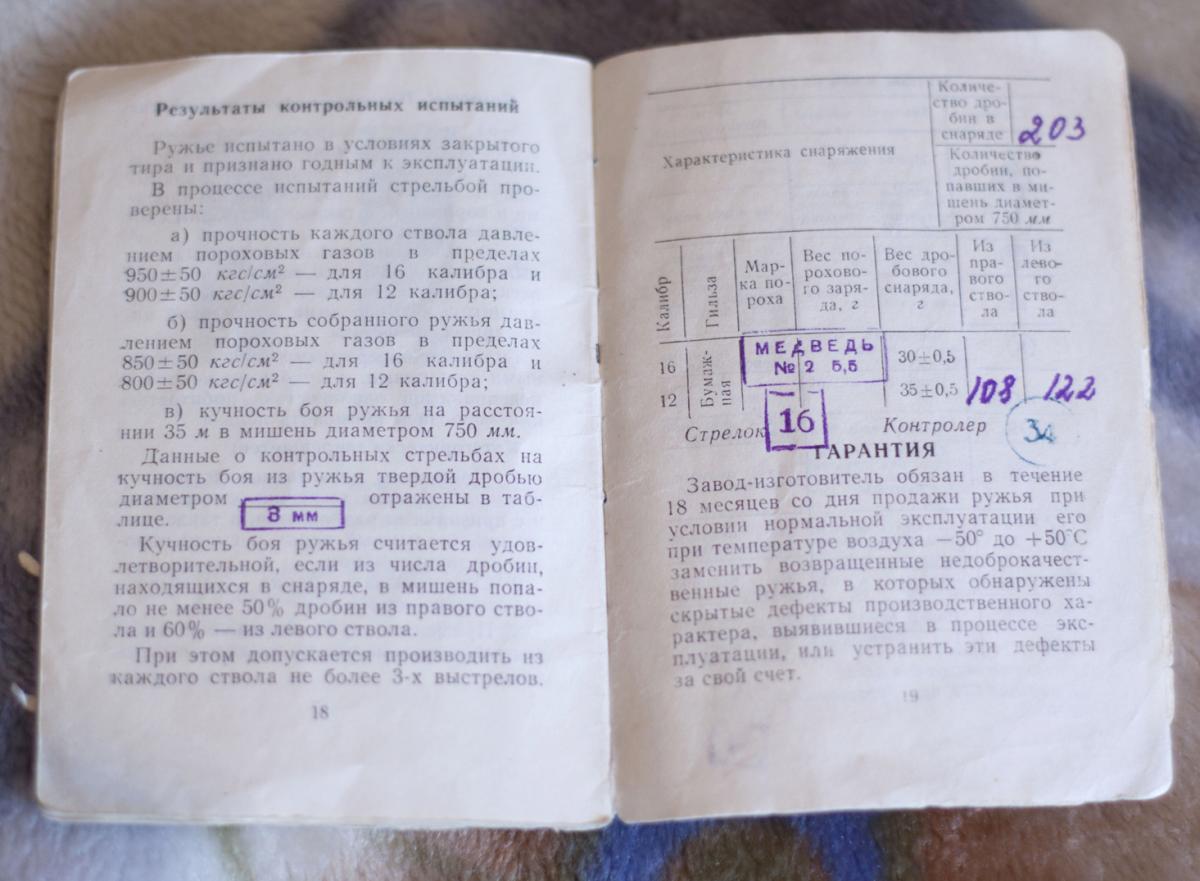 Результаты контрольных испытаний
Ружье испытано в условиях закрытого
тира и признано годным к эксплуатации.
В процессе испытаний стрельбой про-
верены:
а) прочность каждого ствола давле-
нием пороховых газов в пределах
950±50 кгс/см² — для 16 калибра и
900±50 кгс/см² — для 12 калибра;
б) прочность собранного ружья дав-
лением пороховых газов в пределах
850±50 кгс/см² — для 16 калибра и
800±50 кгс/см² — для 12 калибра;
в) кучность боя ружья на расстоя-
нии 35 м в мишень диаметром 750 мм.
Данные о контрольных стрельбах на
кучность боя из ружья твердой дробью
диаметром 3 мм отражены в таб-
лице.
Кучность боя ружья считается удов-
летворительной, если из числа дробин,
находящихся в снаряде, в мишень попа-
ло не менее 50% дробин из правого ство-
ла и 60% — из левого ствола.
При этом допускается производить из
каждого ствола не более 3-х выстрелов.
18
Характеристика снаряжения
Количе-
ство дро-
бин в
снаряде
203
Количество
дробин, по-
павших в ми-
шень диамет-
ром 750 мм
Калибр
Гильза
Мар-
ка по-
роха
Вес по-
рохово-
го заря-
да, г
Вес дро-
бового
снаряда,
г
Из
пра-
вого
ство-
ла
Из
лево-
го
ство-
ла
16
12
Бумаж-
ная
МЕДВЕДЬ
№ 2 5,5
30±0,5
35±0,5 108 122
Стрелок 16 Контролер 34
ГАРАНТИЯ
Завод-изготовитель обязан в течение
18 месяцев со дня продажи ружья при
условии нормальной эксплуатации его
при температуре воздуха —50° до +50°С
заменить возвращенные недоброкачест-
венные ружья, в которых обнаружены
скрытые дефекты производственного ха-
рактера, выявившиеся в процессе экс-
плуатации, или устранить эти дефекты
за свой счет.
19